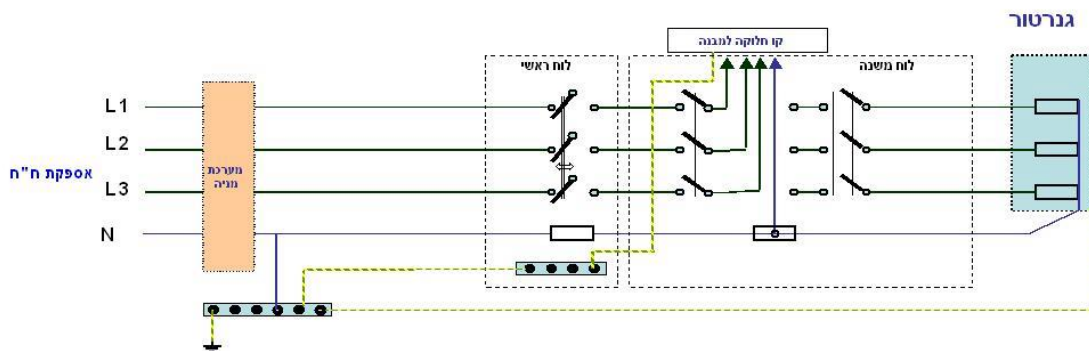 גנרטור
קו חלוקה למבנה
לוח ראשי
לוח משנה
L1
L2
L3
N
אספקת ח"ח
מערכת
מניה